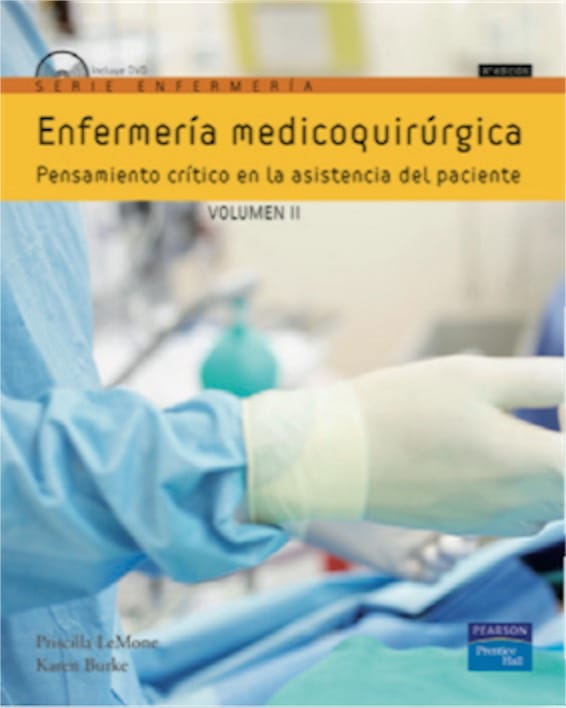 Incluye DVD
4ª EDICIÓN
SERIE ENFERMERÍA
Enfermería medicoquirúrgica
Pensamiento crítico en la asistencia del paciente
VOLUMEN II
Priscilla LeMone
Karen Burke
PEARSON
Prentice
Hall